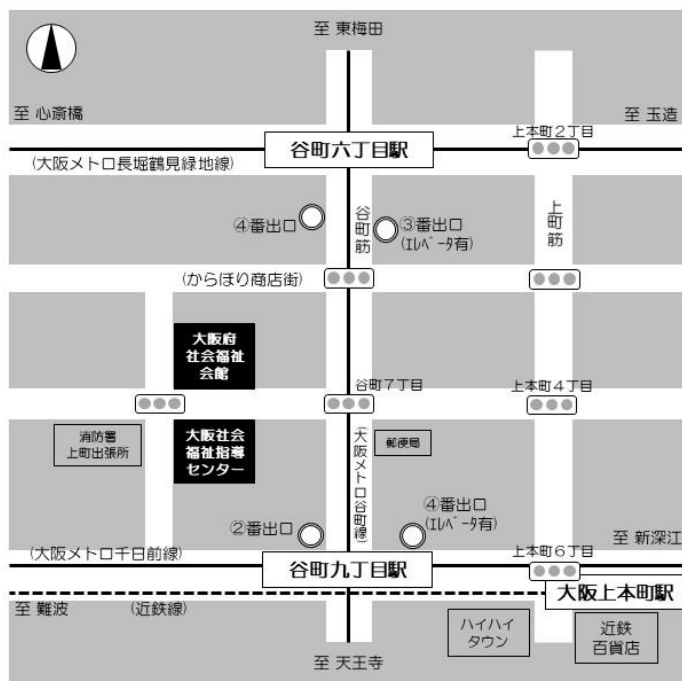 至 東梅田
至 心斎橋
至 玉造
上本町２丁目
谷町六丁目駅
(大阪メトロ長堀鶴見緑地線)
④番出口
谷町筋
③番出口
(ｴﾚﾍﾞｰﾀ有)
上町筋
(からほり商店街)
大阪府
社会福祉
会館
谷町７丁目
上本町４丁目
消防署
上町出張所
大阪社会
福祉指導
センター
(大阪メトロ谷町線)
郵便局
②番出口
④番出口
(ｴﾚﾍﾞｰﾀ有)
至 新深江
(大阪メトロ千日前線)
上本町６丁目
谷町九丁目駅
大阪上本町駅
至 難波
(近鉄線)
ハイハイ
タウン
近鉄
百貨店
至 天王寺